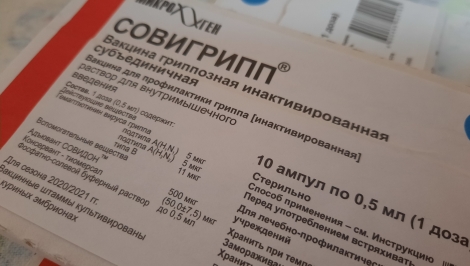 МИКРОГЕН
СОВИГРИПП®
Вакцина гриппозная инактивированная
субъединичная
Вакцина для профилактики гриппа [инактивированная]
раствор для внутримышечного
введения
Состав. 1 доза (0,5 мл) содержит:
Действующие вещества
Гемагглютинин вируса гриппа
подтипа А(H₁N₁) 5 мкг
подтипа А(H₃N₂) 5 мкг
типа В 11 мкг
Вспомогательные вещества
Адъювант СОВИДОН™ 500 мкг
Консервант - тиомерсал (50,0±7,5) мкг
Фосфатно-солевой буферный раствор до 0,5 мл
Для сезона 2020/2021 гг.
Вакцинные штаммы культивированы
куриных эмбрионах
10 ампул по 0,5 мл (1 доза
Стерильно
Способ применения – см. Инструкцию
Перед употреблением встряхивать
Для лечебно-профилактических
учреждений
Хранить при
Замораживан
Хранить